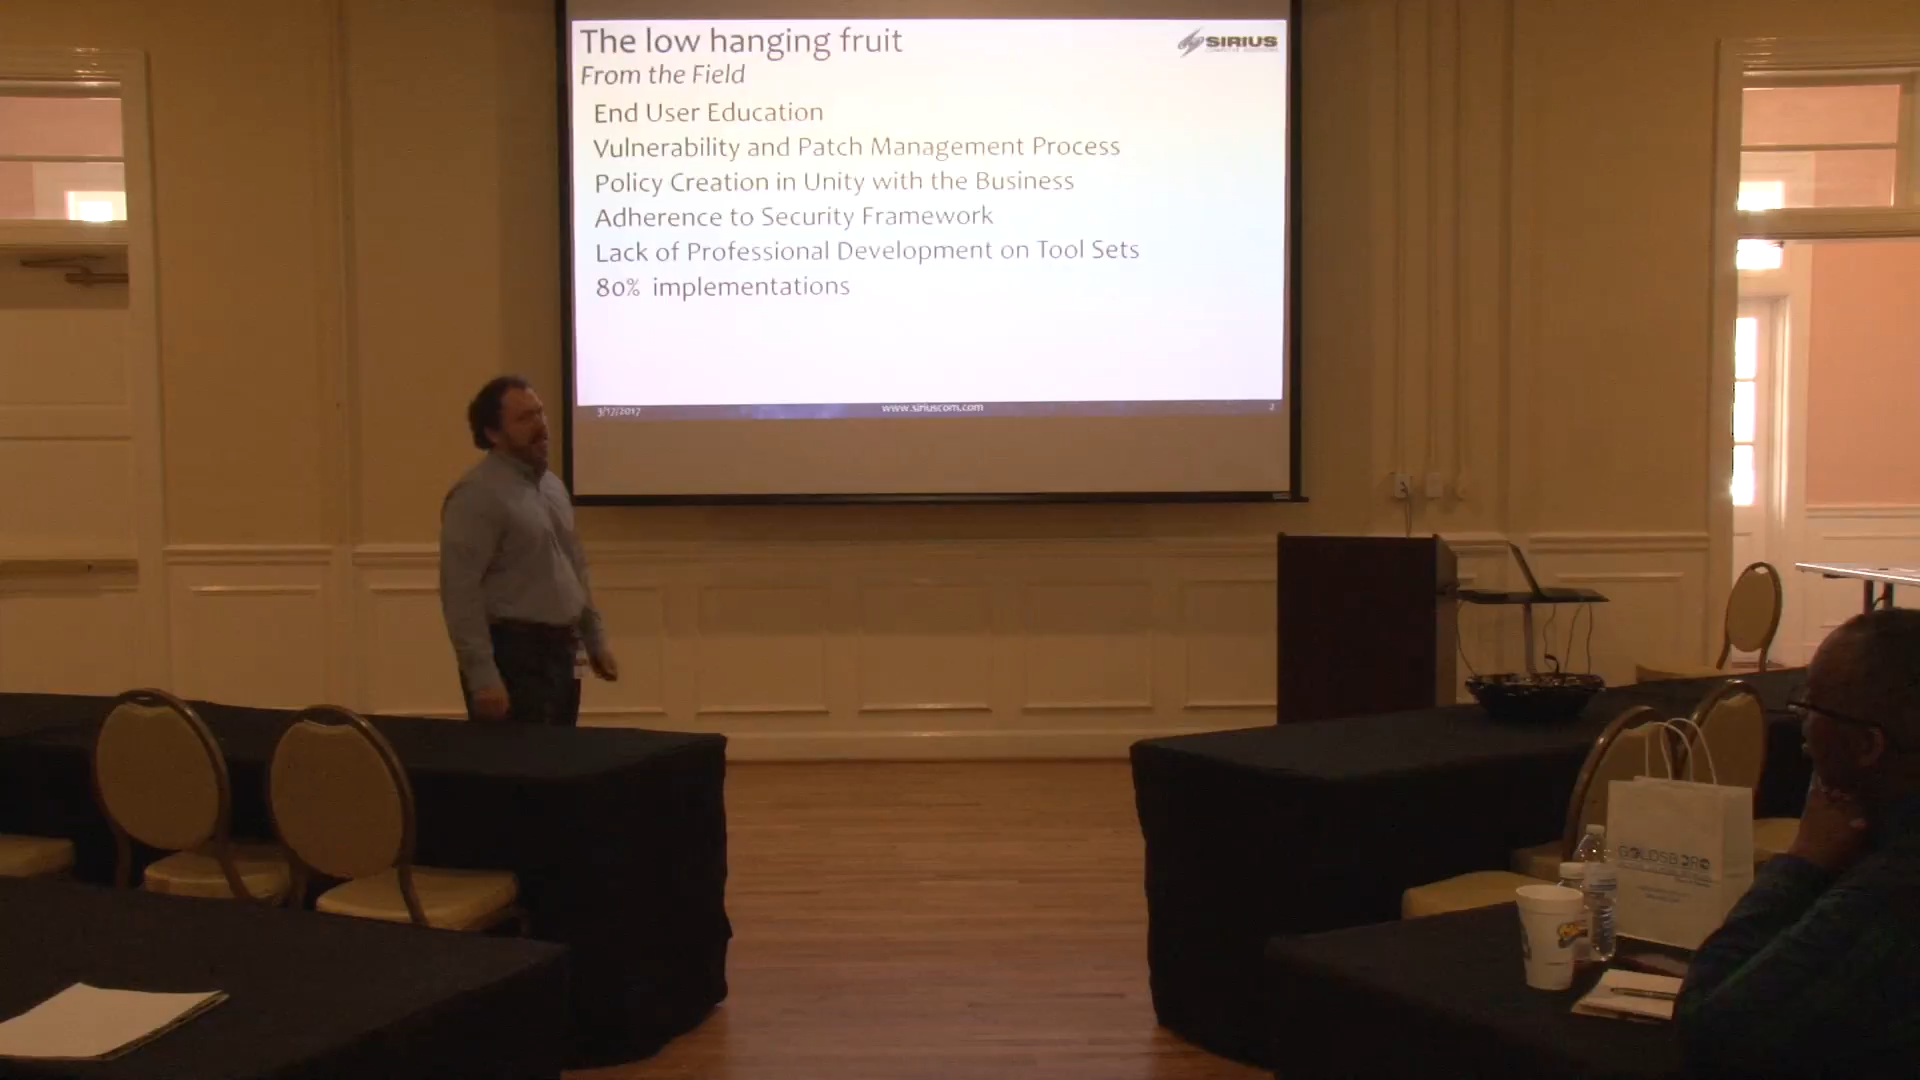 The low hanging fruit
SIRIUS
From the Field
End User Education
Vulnerability and Patch Management Process
Policy Creation in Unity with the Business
Adherence to Security Framework
Lack of Professional Development on Tool Sets
80% implementations
3/17/2017
www.siriuscom.com
2
GOLDSBORO